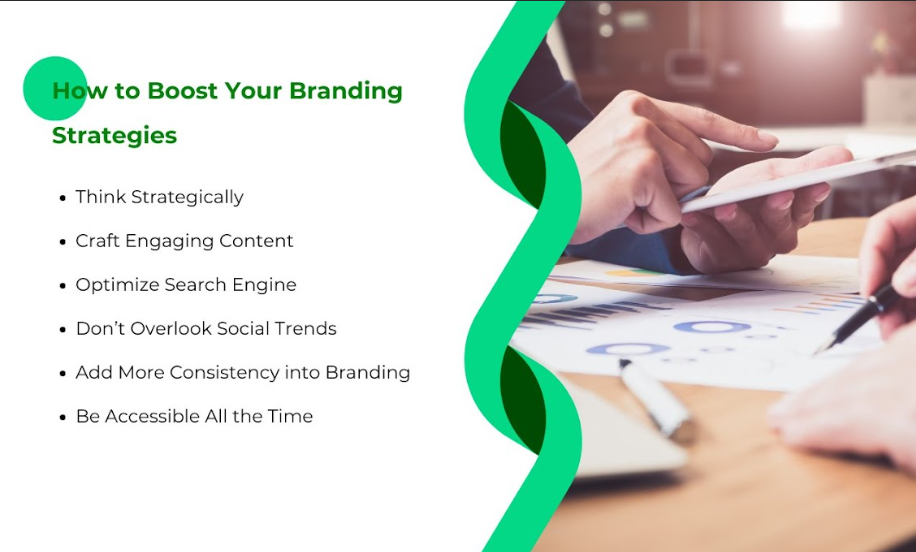 How to Boost Your Branding
Strategies
• Think Strategically
• Craft Engaging Content
• Optimize Search Engine
• Don’t Overlook Social Trends
• Add More Consistency into Branding
• Be Accessible All the Time